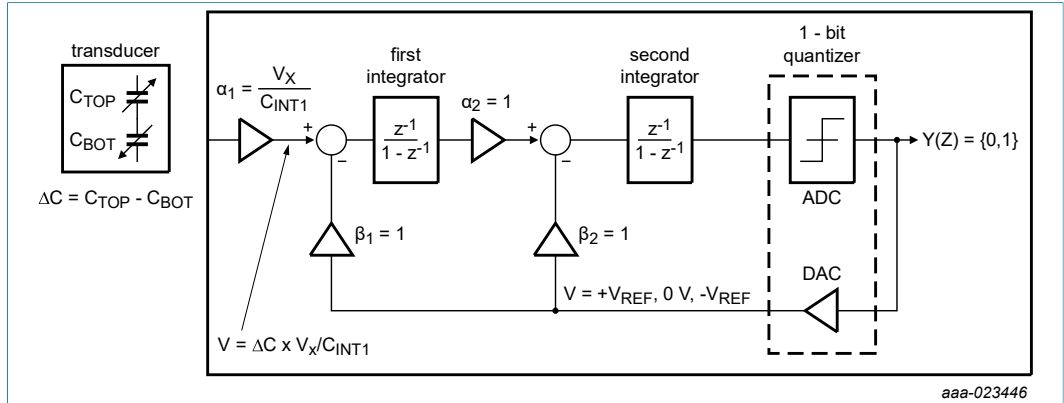 transducer
C_TOP
C_BOT
ΔC = C_TOP - C_BOT
α₁ = V_X / C_INT1
first
integrator
z⁻¹
1 - z⁻¹
α₂ = 1
second
integrator
z⁻¹
1 - z⁻¹
1 - bit
quantizer
ADC
Y(Z) = {0,1}
+
−
+
−
β₁ = 1
β₂ = 1
DAC
V = +V_REF, 0 V, -V_REF
V = ΔC x V_x/C_INT1
aaa-023446